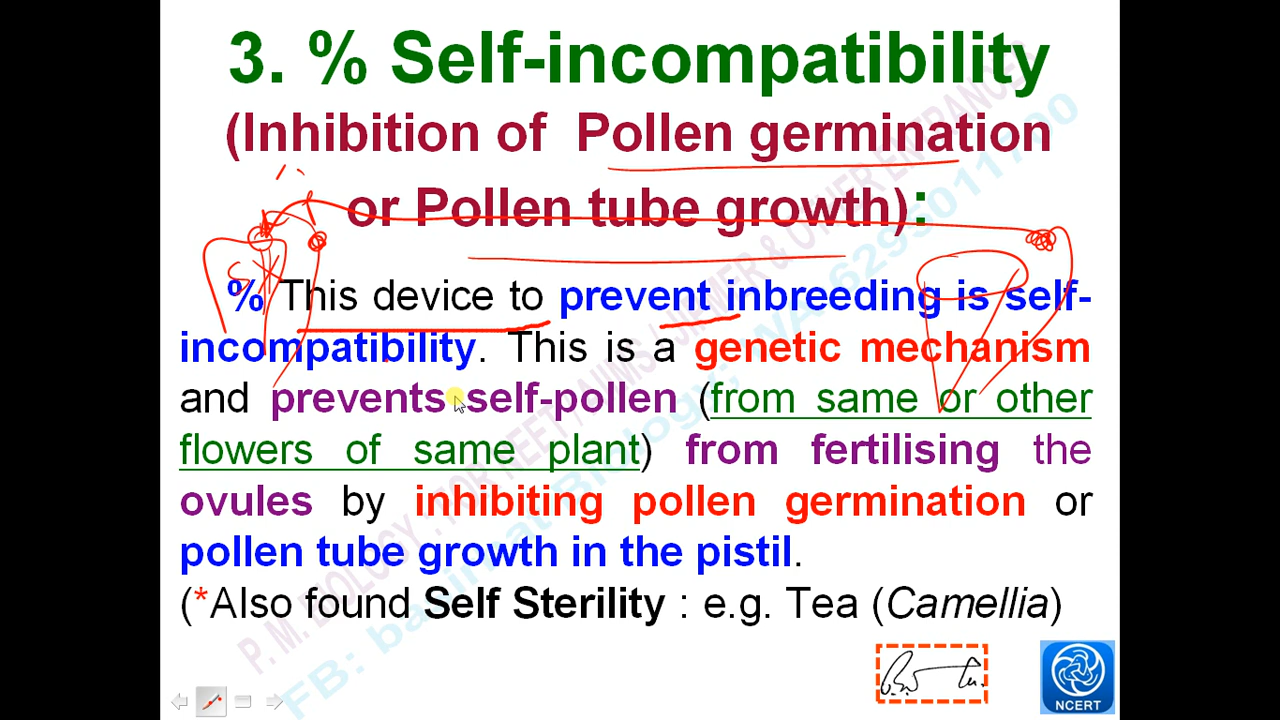 3. % Self-incompatibility
(Inhibition of Pollen germination
or Pollen tube growth):
% This device to prevent inbreeding is self-
incompatibility. This is a genetic mechanism
and prevents self-pollen (from same or other
flowers of same plant) from fertilising the
ovules by inhibiting pollen germination or
pollen tube growth in the pistil.
(*Also found Self Sterility : e.g. Tea (Camellia)
NCERT